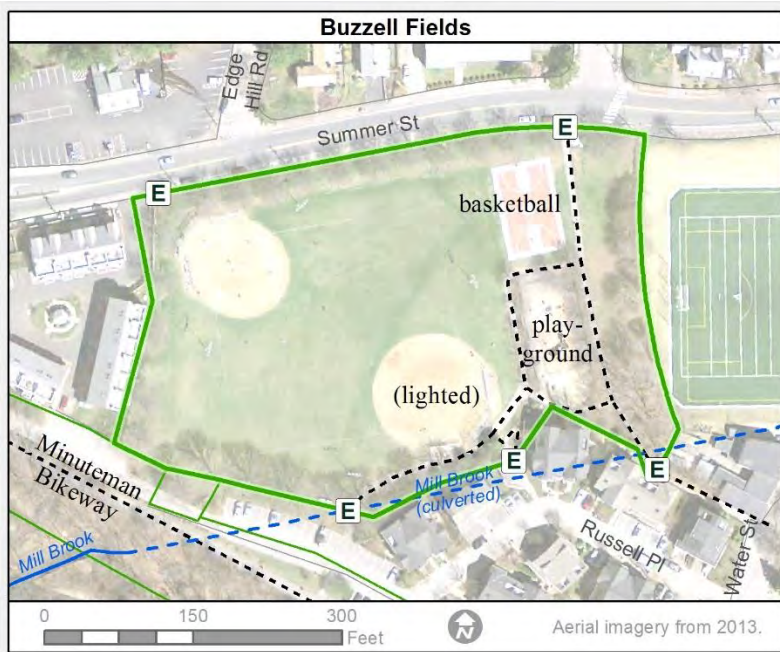 Buzzell Fields
Edge
Hill Rd
Summer St
E
E
basketball
play-
ground
(lighted)
Minuteman
Bikeway
E
E
E
Mill Brook
(culverted)
Mill Brook
Russell Pl
Water St
0 150 300
Feet
N
Aerial imagery from 2013.